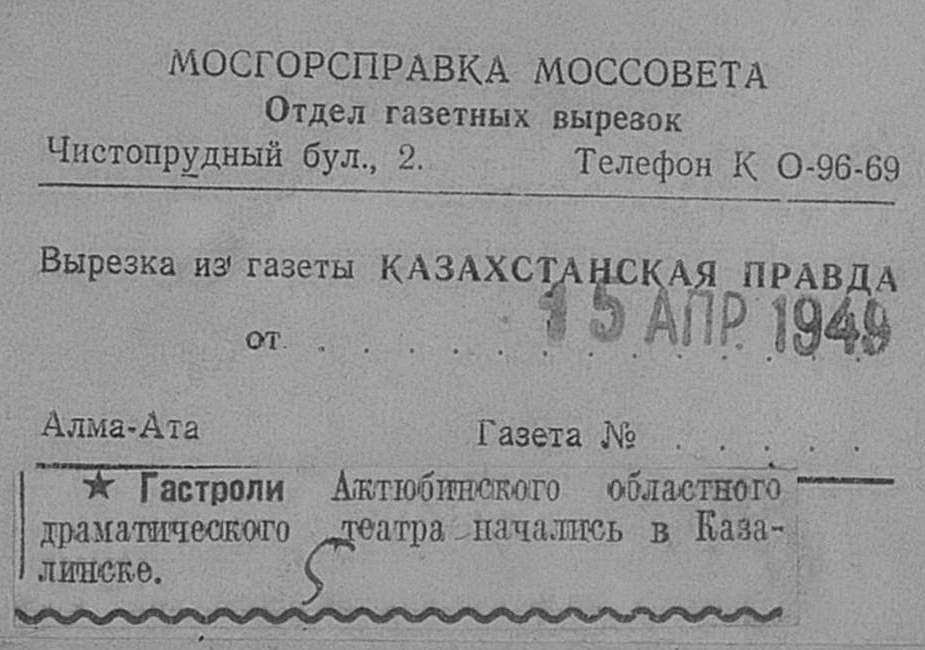 МОСГОРСПРАВКА МОССОВЕТА
Отдел газетных вырезок
Чистопрудный бул., 2. Телефон К 0-96-69
Вырезка из газеты КАЗАХСТАНСКАЯ ПРАВДА
от . . . . . . . . . . . 15 АПР 1949
Алма-Ата Газета № . . . . .
★ Гастроли Актюбинского областного
драматического театра начались в Каза-
линске.